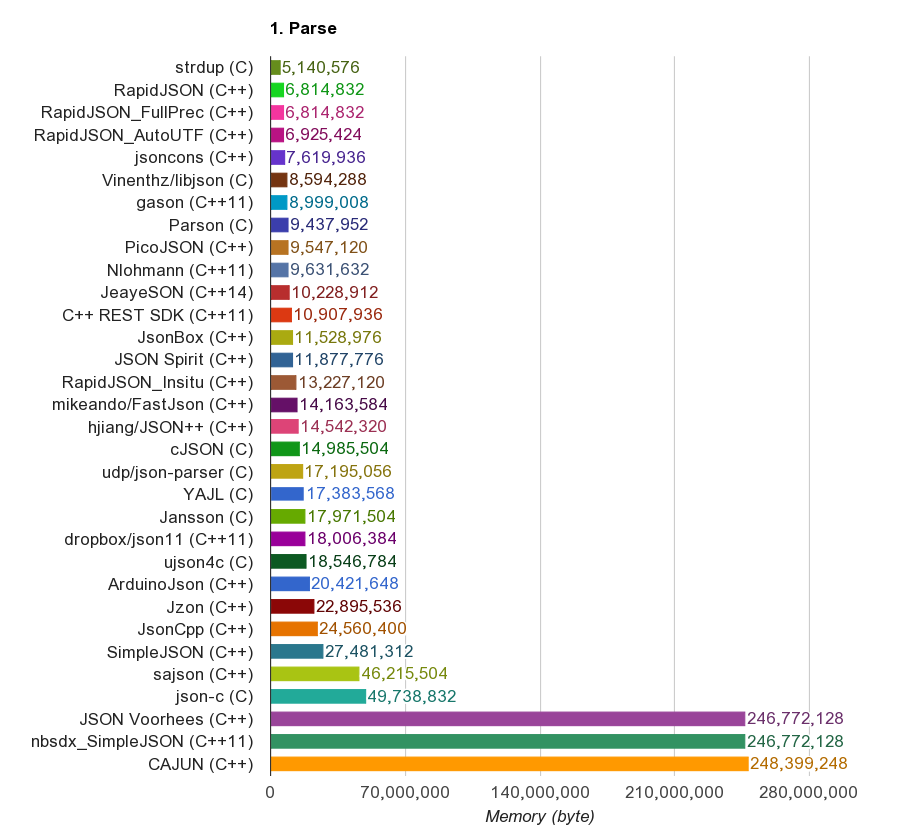 1. Parse
strdup (C) 5,140,576
RapidJSON (C++) 6,814,832
RapidJSON_FullPrec (C++) 6,814,832
RapidJSON_AutoUTF (C++) 6,925,424
jsoncons (C++) 7,619,936
Vinenthz/libjson (C) 8,594,288
gason (C++11) 8,999,008
Parson (C) 9,437,952
PicoJSON (C++) 9,547,120
Nlohmann (C++11) 9,631,632
JeayeSON (C++14) 10,228,912
C++ REST SDK (C++11) 10,907,936
JsonBox (C++) 11,528,976
JSON Spirit (C++) 11,877,776
RapidJSON_Insitu (C++) 13,227,120
mikeando/FastJson (C++) 14,163,584
hjiang/JSON++ (C++) 14,542,320
cJSON (C) 14,985,504
udp/json-parser (C) 17,195,056
YAJL (C) 17,383,568
Jansson (C) 17,971,504
dropbox/json11 (C++11) 18,006,384
ujson4c (C) 18,546,784
ArduinoJson (C++) 20,421,648
Jzon (C++) 22,895,536
JsonCpp (C++) 24,560,400
SimpleJSON (C++) 27,481,312
sajson (C++) 46,215,504
json-c (C) 49,738,832
JSON Voorhees (C++) 246,772,128
nbsdx_SimpleJSON (C++11) 246,772,128
CAJUN (C++) 248,399,248
0 70,000,000 140,000,000 210,000,000 280,000,000
Memory (byte)